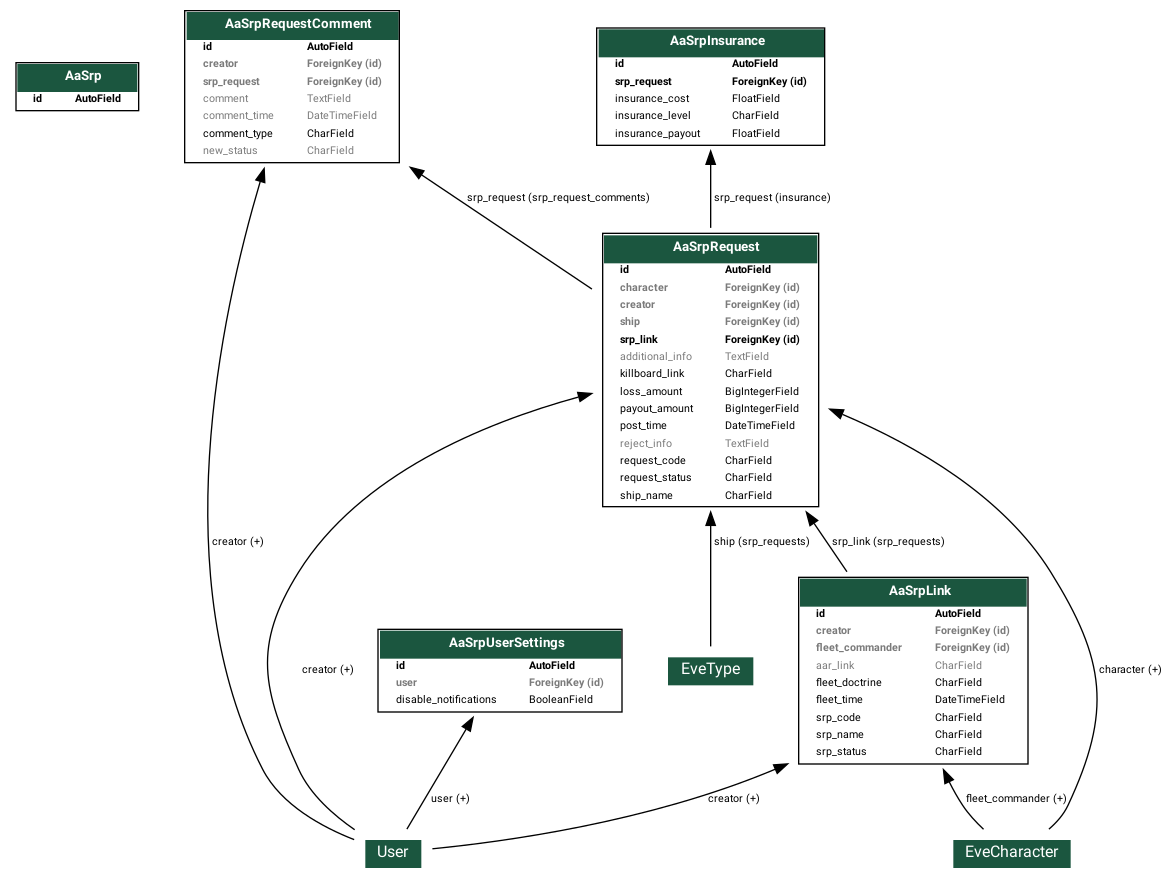 AaSrp
id AutoField
AaSrpRequestComment
id AutoField
creator ForeignKey (id)
srp_request ForeignKey (id)
comment TextField
comment_time DateTimeField
comment_type CharField
new_status CharField
AaSrpInsurance
id AutoField
srp_request ForeignKey (id)
insurance_cost FloatField
insurance_level CharField
insurance_payout FloatField
srp_request (srp_request_comments)
srp_request (insurance)
AaSrpRequest
id AutoField
character ForeignKey (id)
creator ForeignKey (id)
ship ForeignKey (id)
srp_link ForeignKey (id)
additional_info TextField
killboard_link CharField
loss_amount BigIntegerField
payout_amount BigIntegerField
post_time DateTimeField
reject_info TextField
request_code CharField
request_status CharField
ship_name CharField
creator (+)
ship (srp_requests)
srp_link (srp_requests)
AaSrpLink
id AutoField
creator ForeignKey (id)
fleet_commander ForeignKey (id)
aar_link CharField
fleet_doctrine CharField
fleet_time DateTimeField
srp_code CharField
srp_name CharField
srp_status CharField
AaSrpUserSettings
id AutoField
user ForeignKey (id)
disable_notifications BooleanField
EveType
creator (+)
character (+)
user (+)
creator (+)
fleet_commander (+)
User
EveCharacter